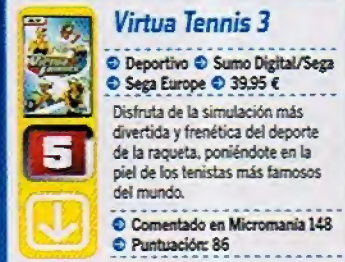 Virtua Tennis 3
Deportivo Sumo Digital/Sega
Sega Europe 39,95 €
Disfruta de la simulación más
divertida y frenética del deporte
de la raqueta, poniéndote en la
piel de los tenistas más famosos
del mundo.
5
Comentado en Micromanía 148
Puntuación: 86